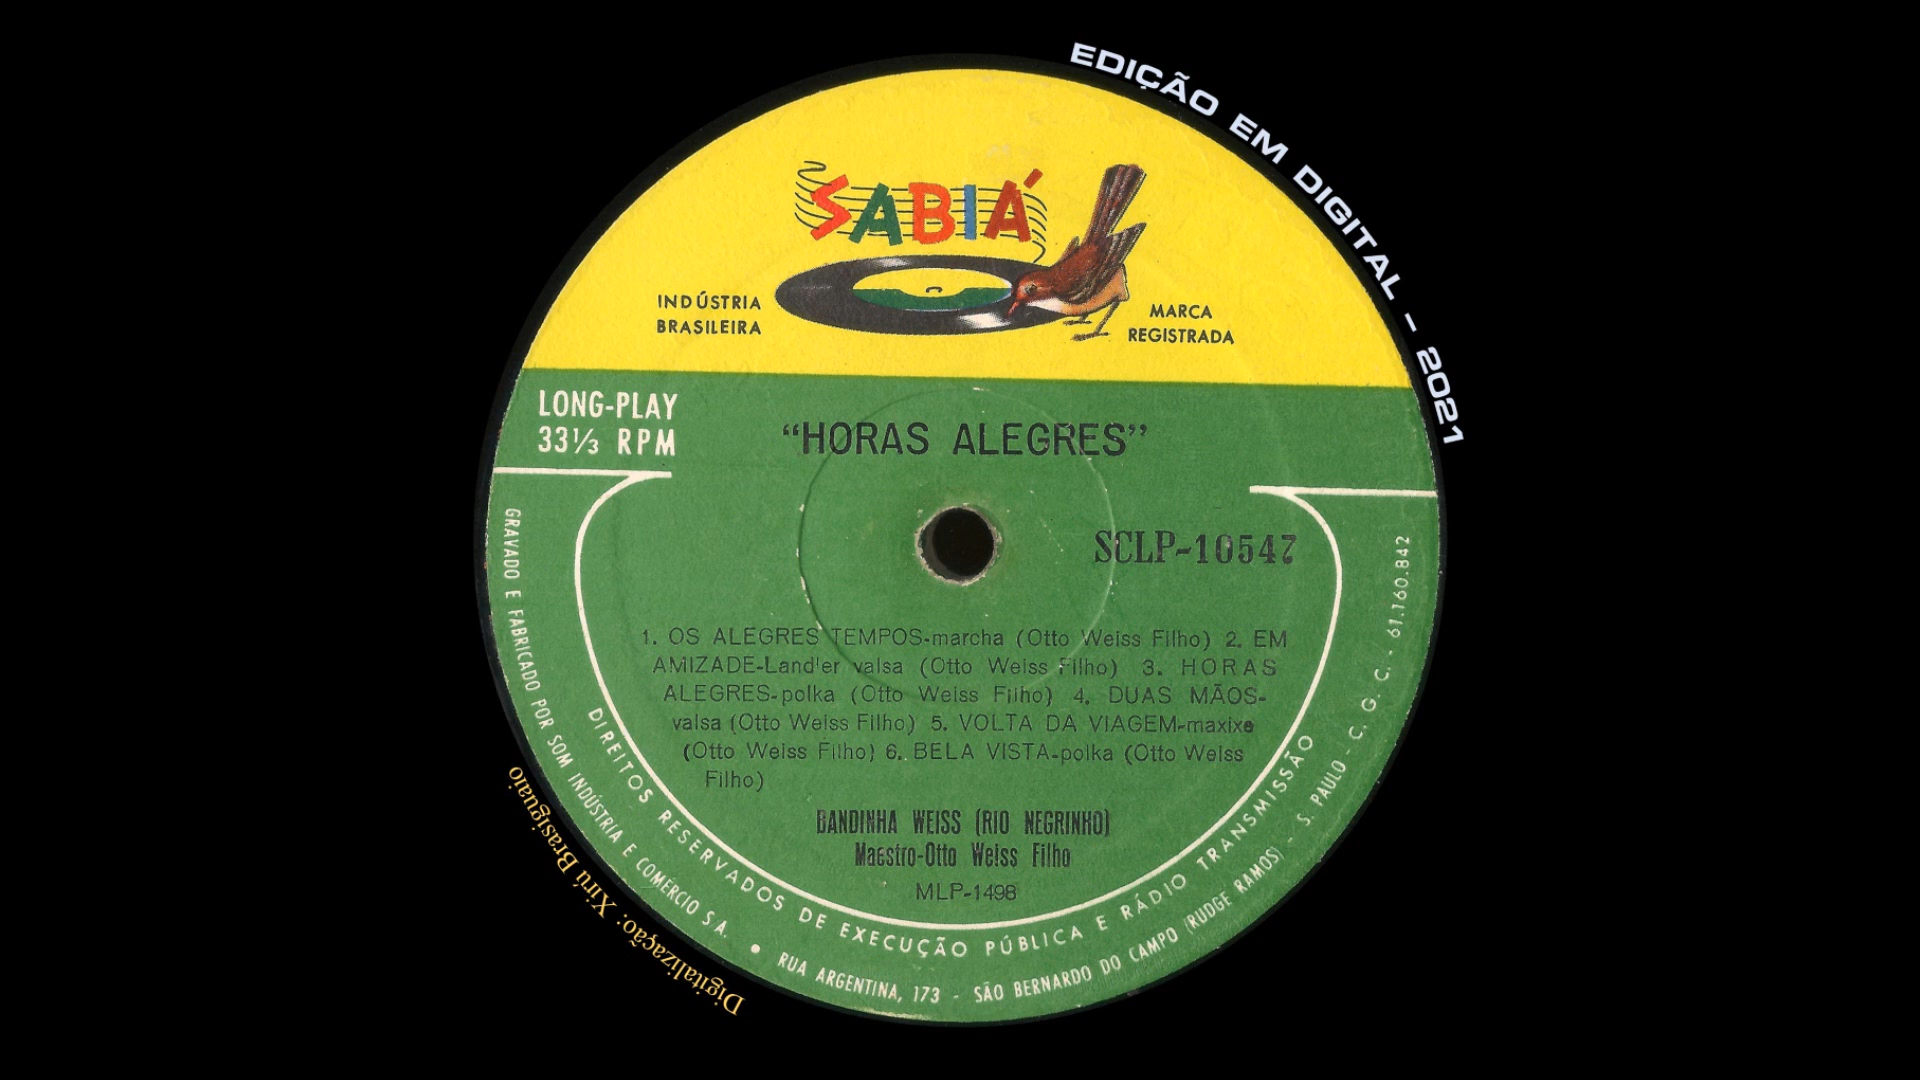 EDIÇÃO EM DIGITAL - 2021
SABIÁ
INDÚSTRIA
BRASILEIRA
MARCA
REGISTRADA
LONG-PLAY
33⅓ RPM
“HORAS ALEGRES”
SCLP-10547
1. OS ALEGRES TEMPOS-marcha (Otto Weiss Filho) 2. EM
AMIZADE-Land'er valsa (Otto Weiss Filho) 3. HORAS
ALEGRES-polka (Otto Weiss Filho) 4. DUAS MÃOS-
valsa (Otto Weiss Filho) 5. VOLTA DA VIAGEM-maxixe
(Otto Weiss Filho) 6. BELA VISTA-polka (Otto Weiss
Filho)
BANDINHA WEISS (RIO NEGRINHO)
Maestro-Otto Weiss Filho
MLP-1498
DIREITOS RESERVADOS DE EXECUÇÃO PÚBLICA E RÁDIO TRANSMISSÃO
GRAVADO E FABRICADO POR SOM INDÚSTRIA E COMÉRCIO S.A. • RUA ARGENTINA, 173 - SÃO BERNARDO DO CAMPO (RUDGE RAMOS) - S. PAULO - C. G. C. - 61.160.842
Digitalização: Xirú Brasiguaio